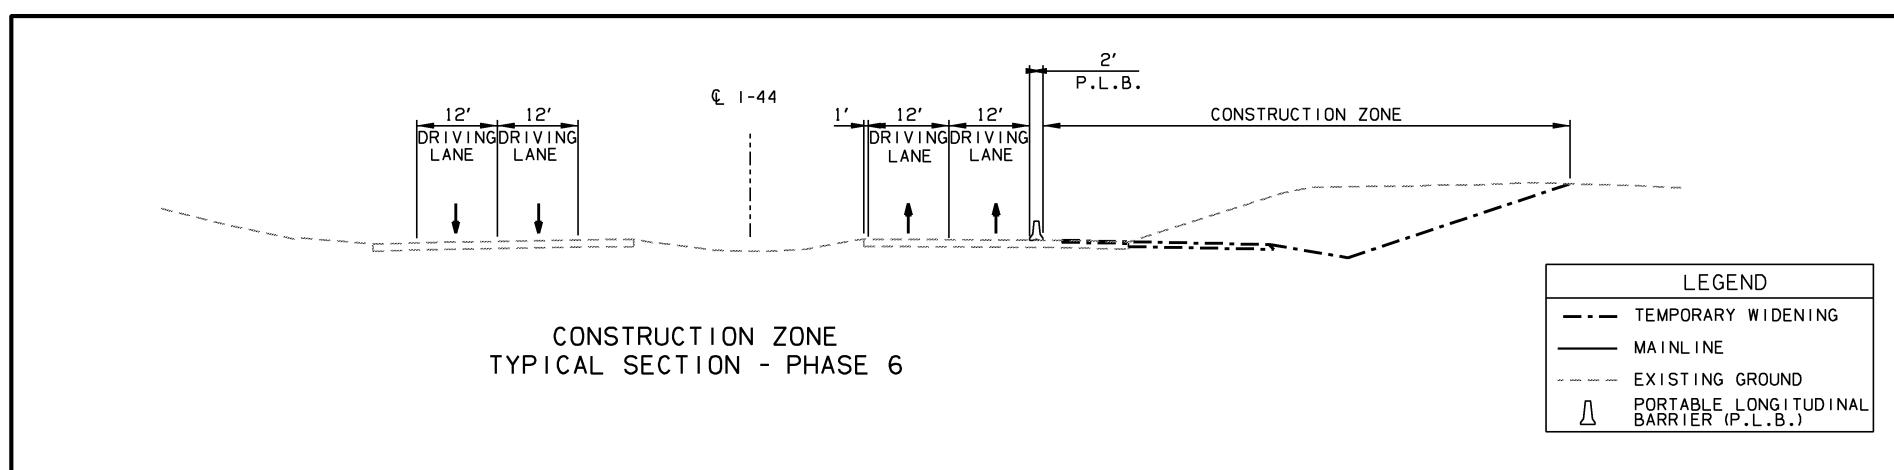 2'
P.L.B.
℄ I-44
12' 12' 1' 12' 12' CONSTRUCTION ZONE
DRIVING DRIVING DRIVING DRIVING
LANE LANE LANE LANE
CONSTRUCTION ZONE
TYPICAL SECTION - PHASE 6
LEGEND
TEMPORARY WIDENING
MAINLINE
EXISTING GROUND
PORTABLE LONGITUDINAL
BARRIER (P.L.B.)